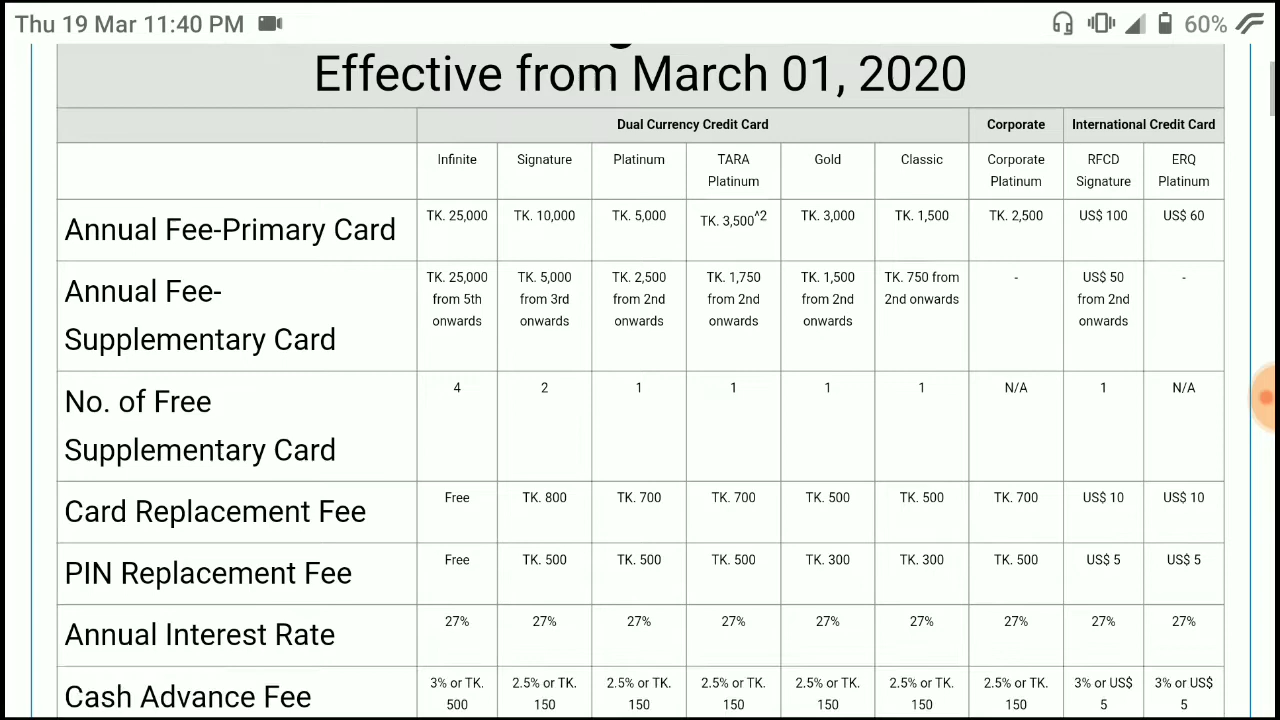 Thu 19 Mar 11:40 PM
60%
Effective from March 01, 2020
Dual Currency Credit Card Corporate International Credit Card
Infinite Signature Platinum TARA Platinum Gold Classic Corporate Platinum RFCD Signature ERQ Platinum
Annual Fee-Primary Card TK. 25,000 TK. 10,000 TK. 5,000 TK. 3,500^2 TK. 3,000 TK. 1,500 TK. 2,500 US$ 100 US$ 60
Annual Fee-Supplementary Card TK. 25,000 from 5th onwards TK. 5,000 from 3rd onwards TK. 2,500 from 2nd onwards TK. 1,750 from 2nd onwards TK. 1,500 from 2nd onwards TK. 750 from 2nd onwards - US$ 50 from 2nd onwards -
No. of Free Supplementary Card 4 2 1 1 1 1 N/A 1 N/A
Card Replacement Fee Free TK. 800 TK. 700 TK. 700 TK. 500 TK. 500 TK. 700 US$ 10 US$ 10
PIN Replacement Fee Free TK. 500 TK. 500 TK. 500 TK. 300 TK. 300 TK. 500 US$ 5 US$ 5
Annual Interest Rate 27% 27% 27% 27% 27% 27% 27% 27% 27%
Cash Advance Fee 3% or TK. 500 2.5% or TK. 150 2.5% or TK. 150 2.5% or TK. 150 2.5% or TK. 150 2.5% or TK. 150 2.5% or TK. 150 3% or US$ 5 3% or US$ 5